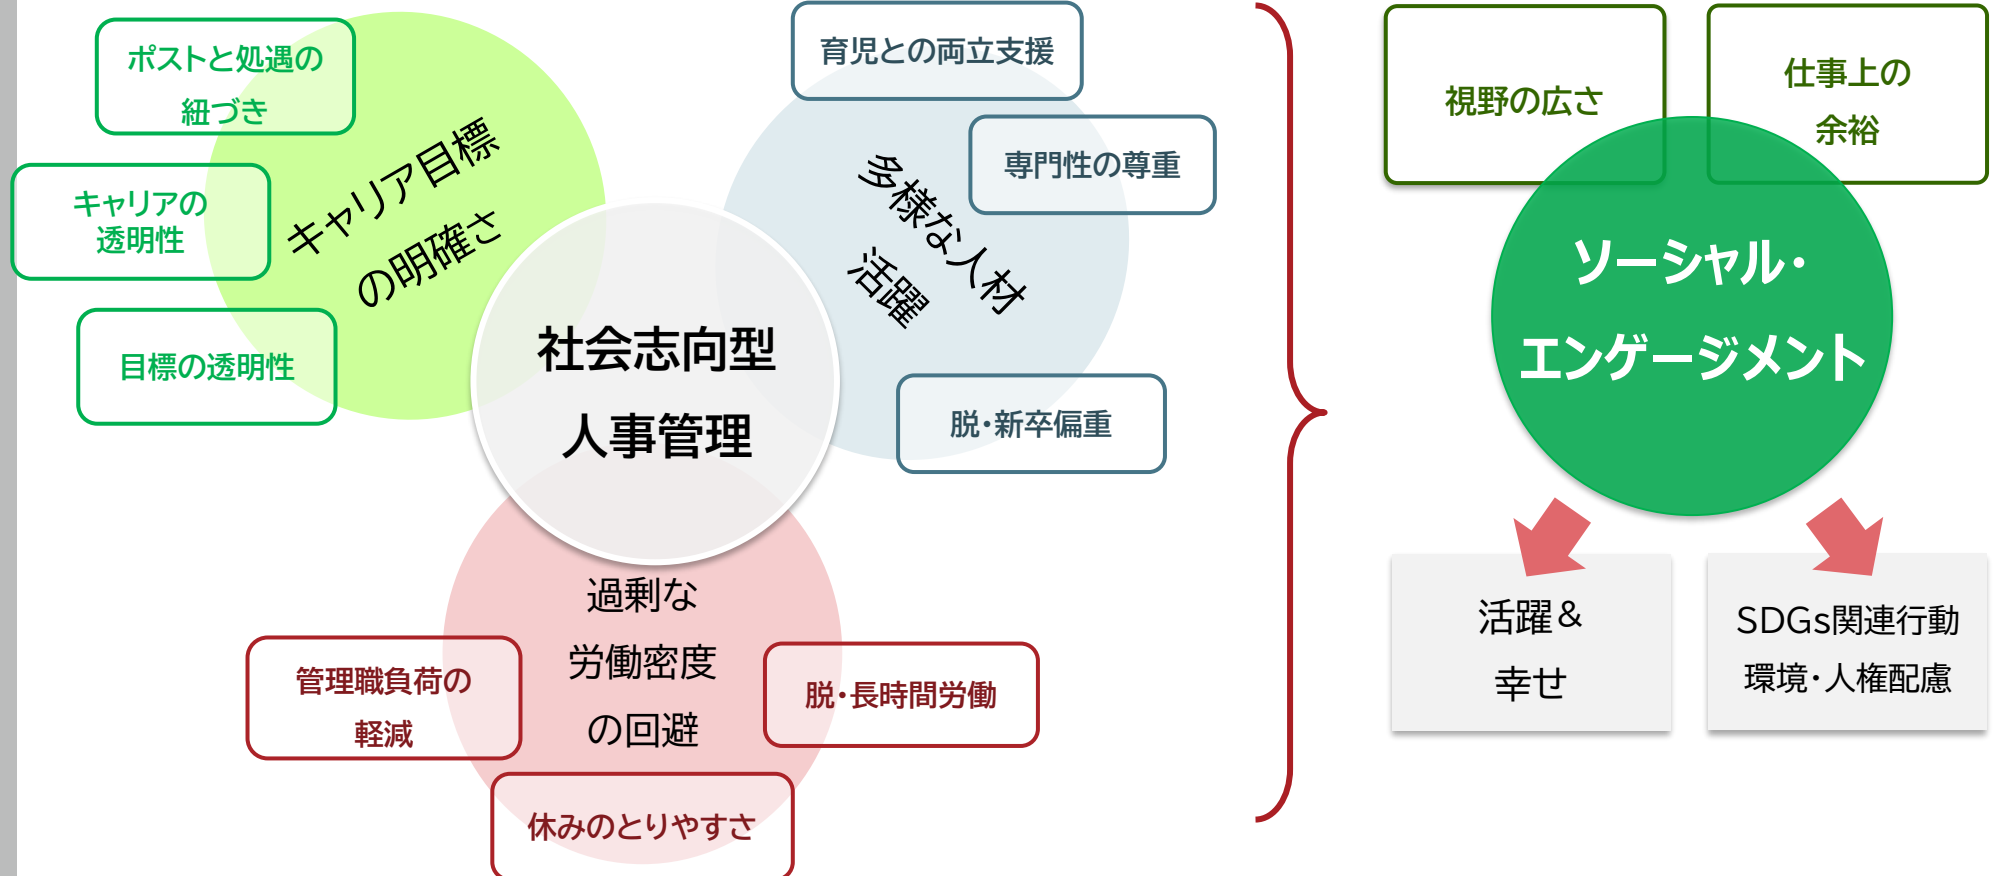 ポストと処遇の
紐づき
キャリアの
透明性
目標の透明性
キャリア目標
の明確さ
育児との両立支援
専門性の尊重
多様な人材
活躍
脱・新卒偏重
社会志向型
人事管理
過剰な
労働密度
の回避
管理職負荷の
軽減
脱・長時間労働
休みのとりやすさ
視野の広さ
仕事上の
余裕
ソーシャル・
エンゲージメント
活躍&
幸せ
SDGs関連行動
環境・人権配慮